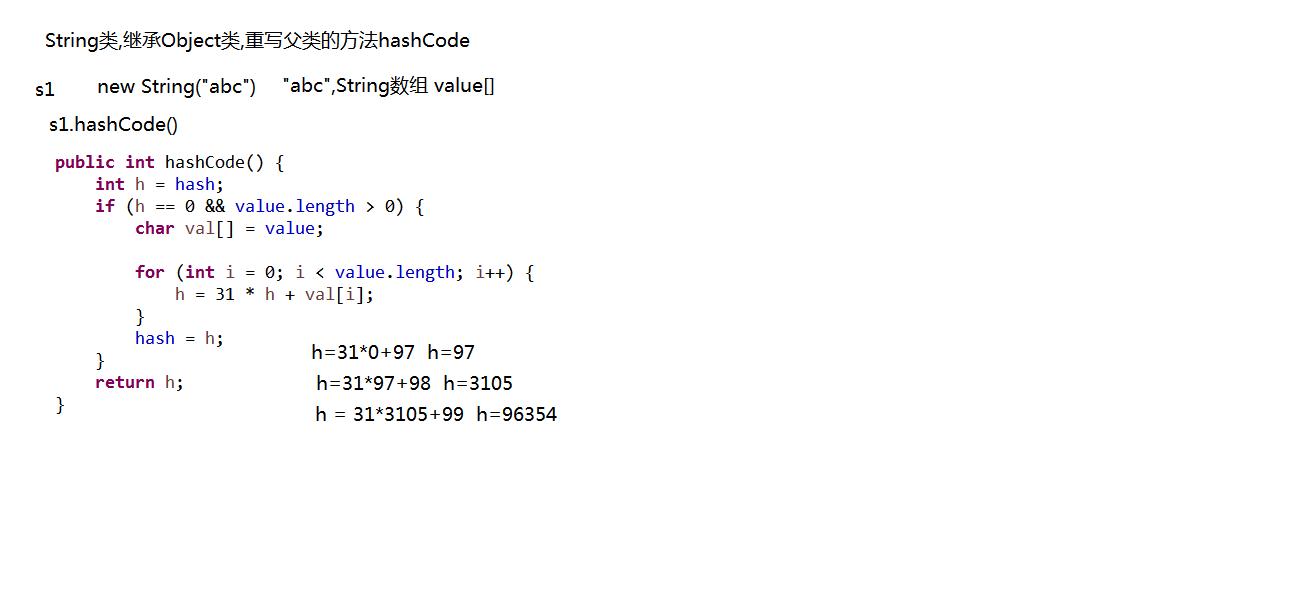 String类,继承Object类,重写父类的方法hashCode
s1 new String("abc") "abc",String数组 value[]
s1.hashCode()
public int hashCode() {
int h = hash;
if (h == 0 && value.length > 0) {
char val[] = value;
for (int i = 0; i < value.length; i++) {
h = 31 * h + val[i];
}
hash = h;
h=31*0+97 h=97
}
return h;
h=31*97+98 h=3105
}
h = 31*3105+99 h=96354